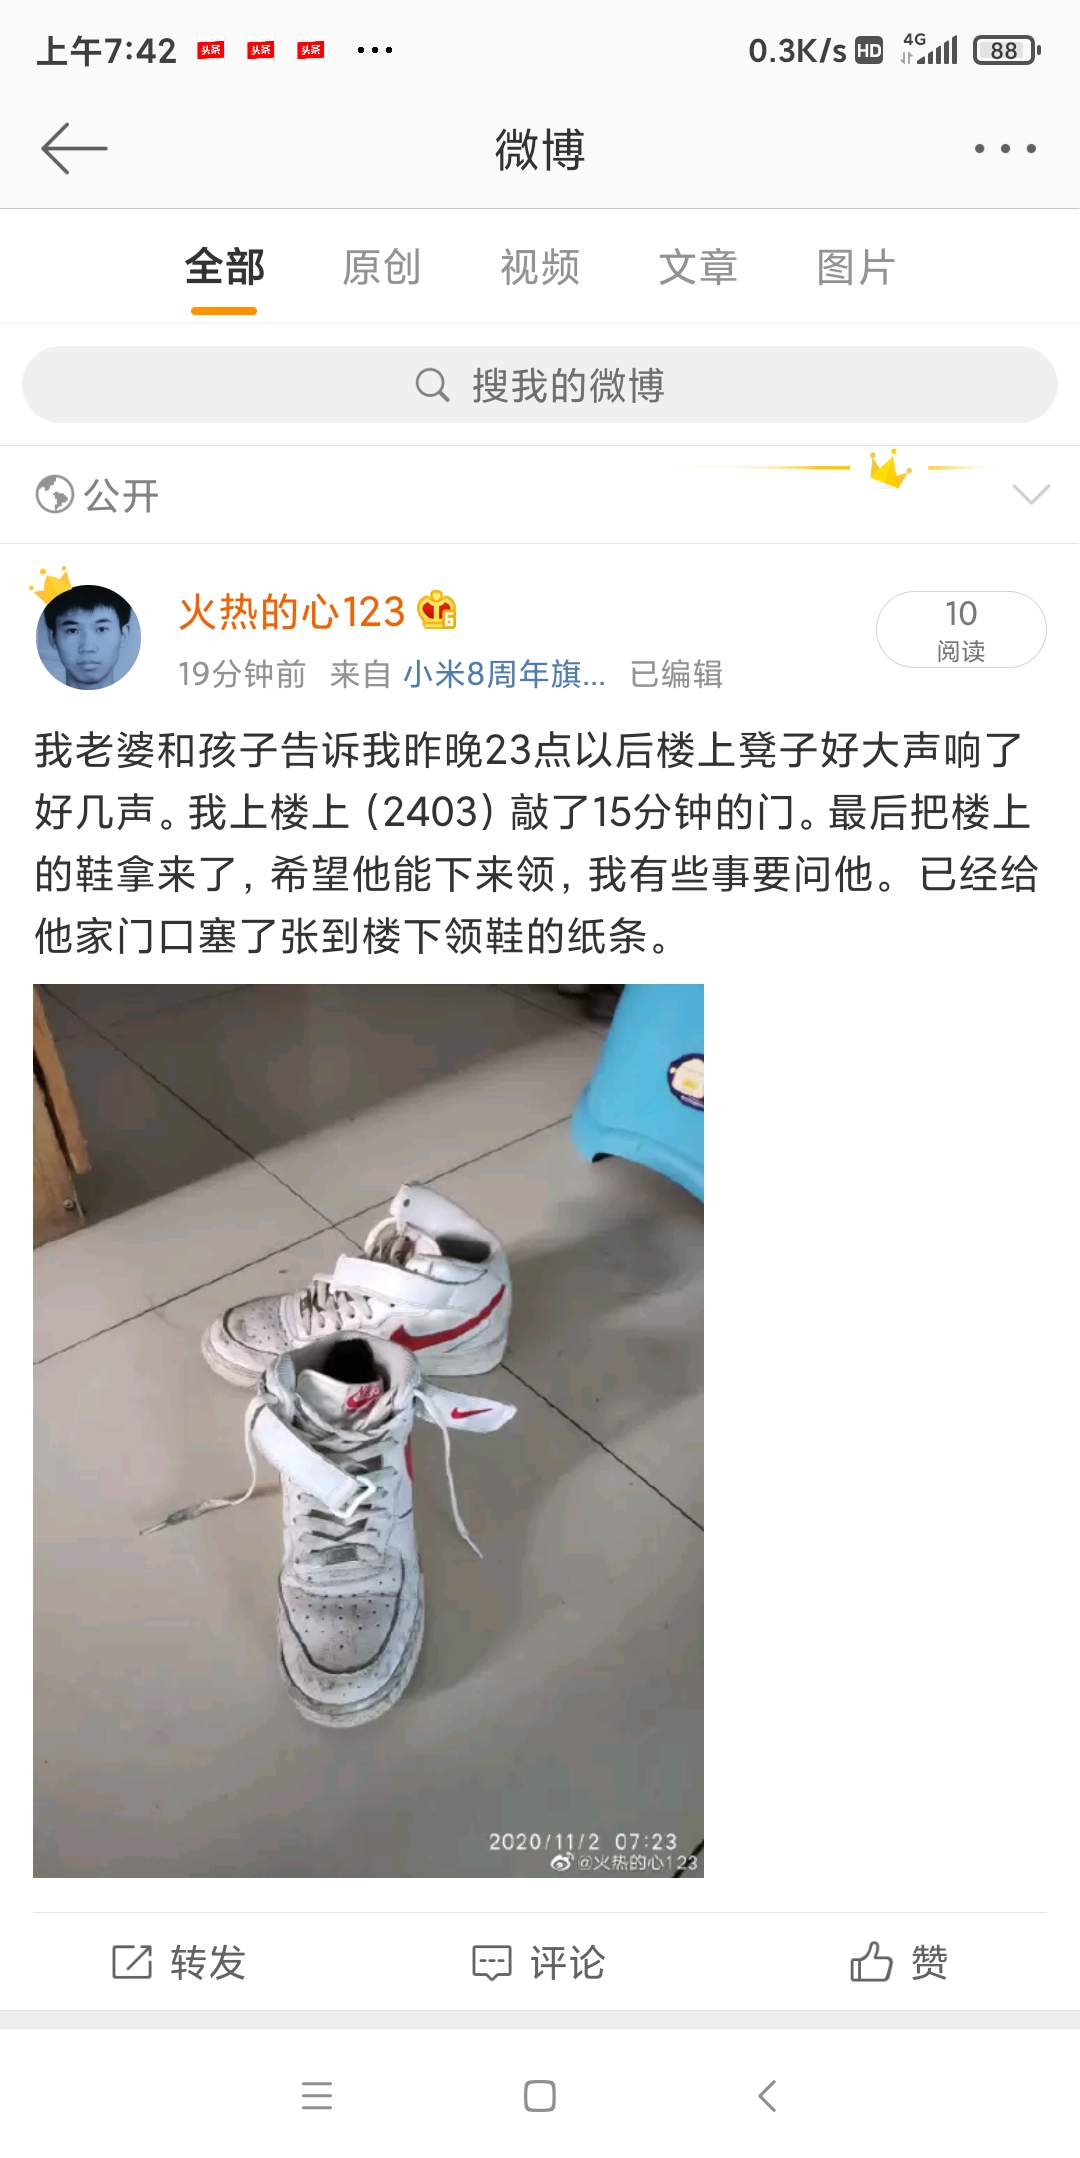 上午7:42 头条 头条 头条 ... 0.3K/s HD 4G 88
微博
全部 原创 视频 文章 图片
搜我的微博
公开
火热的心123 6
10
阅读
19分钟前 来自 小米8周年旗... 已编辑
我老婆和孩子告诉我昨晚23点以后楼上凳子好大声响了
好几声。我上楼上（2403）敲了15分钟的门。最后把楼上
的鞋拿来了，希望他能下来领，我有些事要问他。已经给
他家门口塞了张到楼下领鞋的纸条。
2020/11/2 07:23
@火热的心123
转发 评论 赞